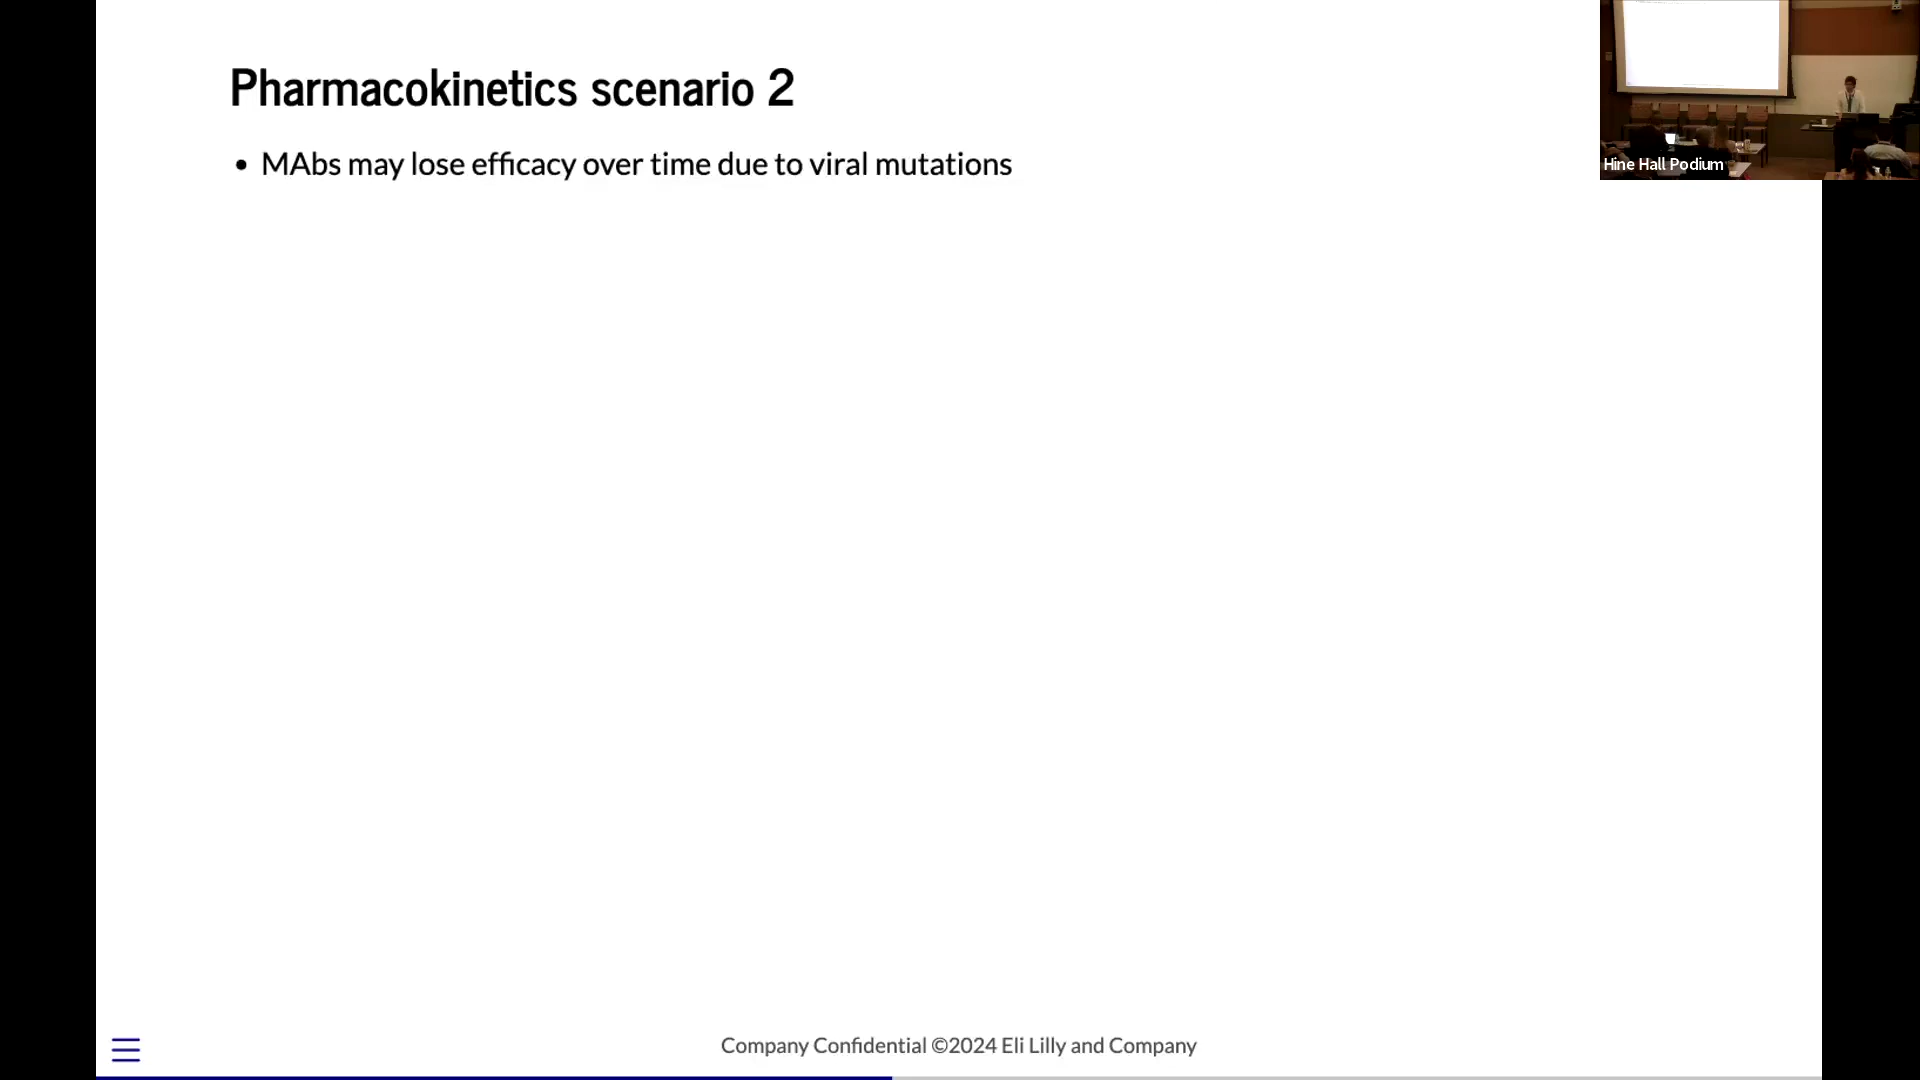 Pharmacokinetics scenario 2
• MAbs may lose efficacy over time due to viral mutations
Hine Hall Podium
Company Confidential ©2024 Eli Lilly and Company